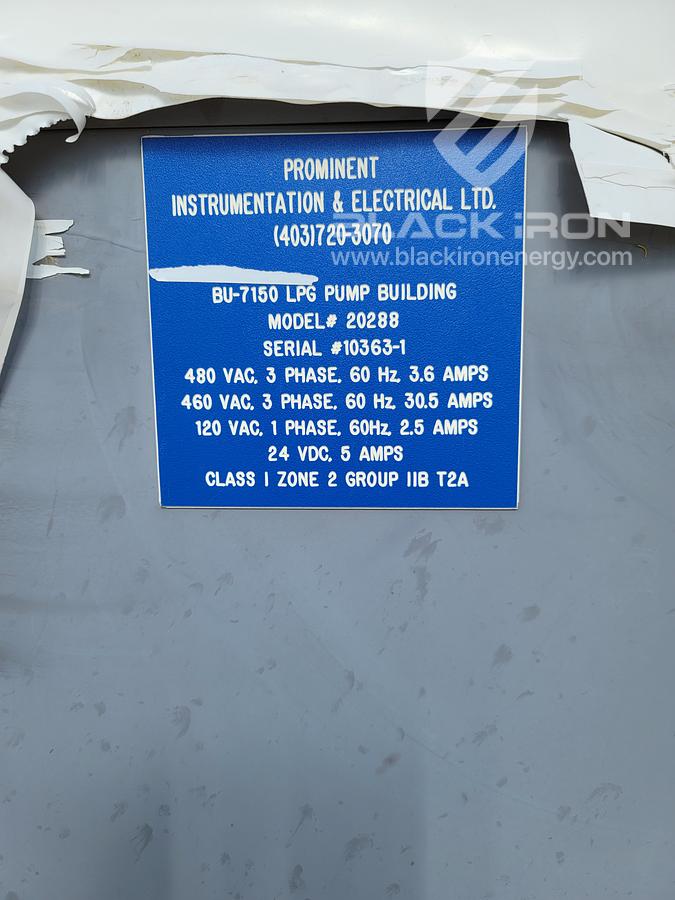 PROMINENT
INSTRUMENTATION & ELECTRICAL LTD.
(403)720-3070
BLACK iRON
www.blackironenergy.com
BU-7150 LPG PUMP BUILDING
MODEL# 20288
SERIAL #10363-1
480 VAC, 3 PHASE, 60 Hz, 3.6 AMPS
460 VAC, 3 PHASE, 60 Hz, 30.5 AMPS
120 VAC, 1 PHASE, 60Hz, 2.5 AMPS
24 VDC, 5 AMPS
CLASS I ZONE 2 GROUP IIB T2A